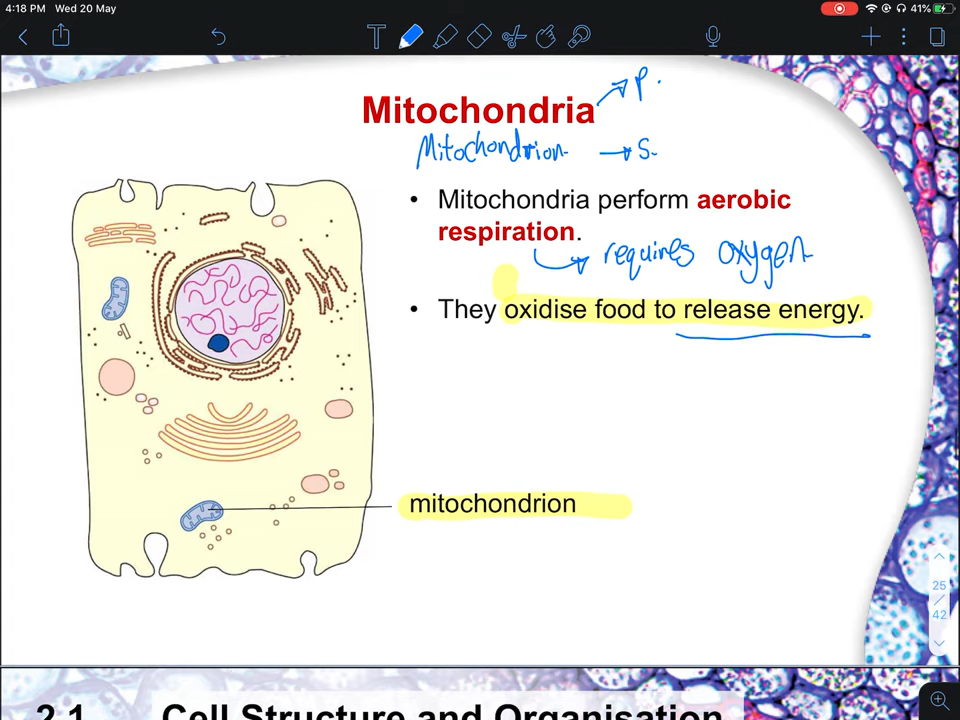 4:18 PM Wed 20 May
41%
T
Mitochondria → P.
Mitochondrion → S.
• Mitochondria perform aerobic
respiration.
requires oxygen
• They oxidise food to release energy.
mitochondrion
25
/
42
2.1 Cell Structure and Organisation